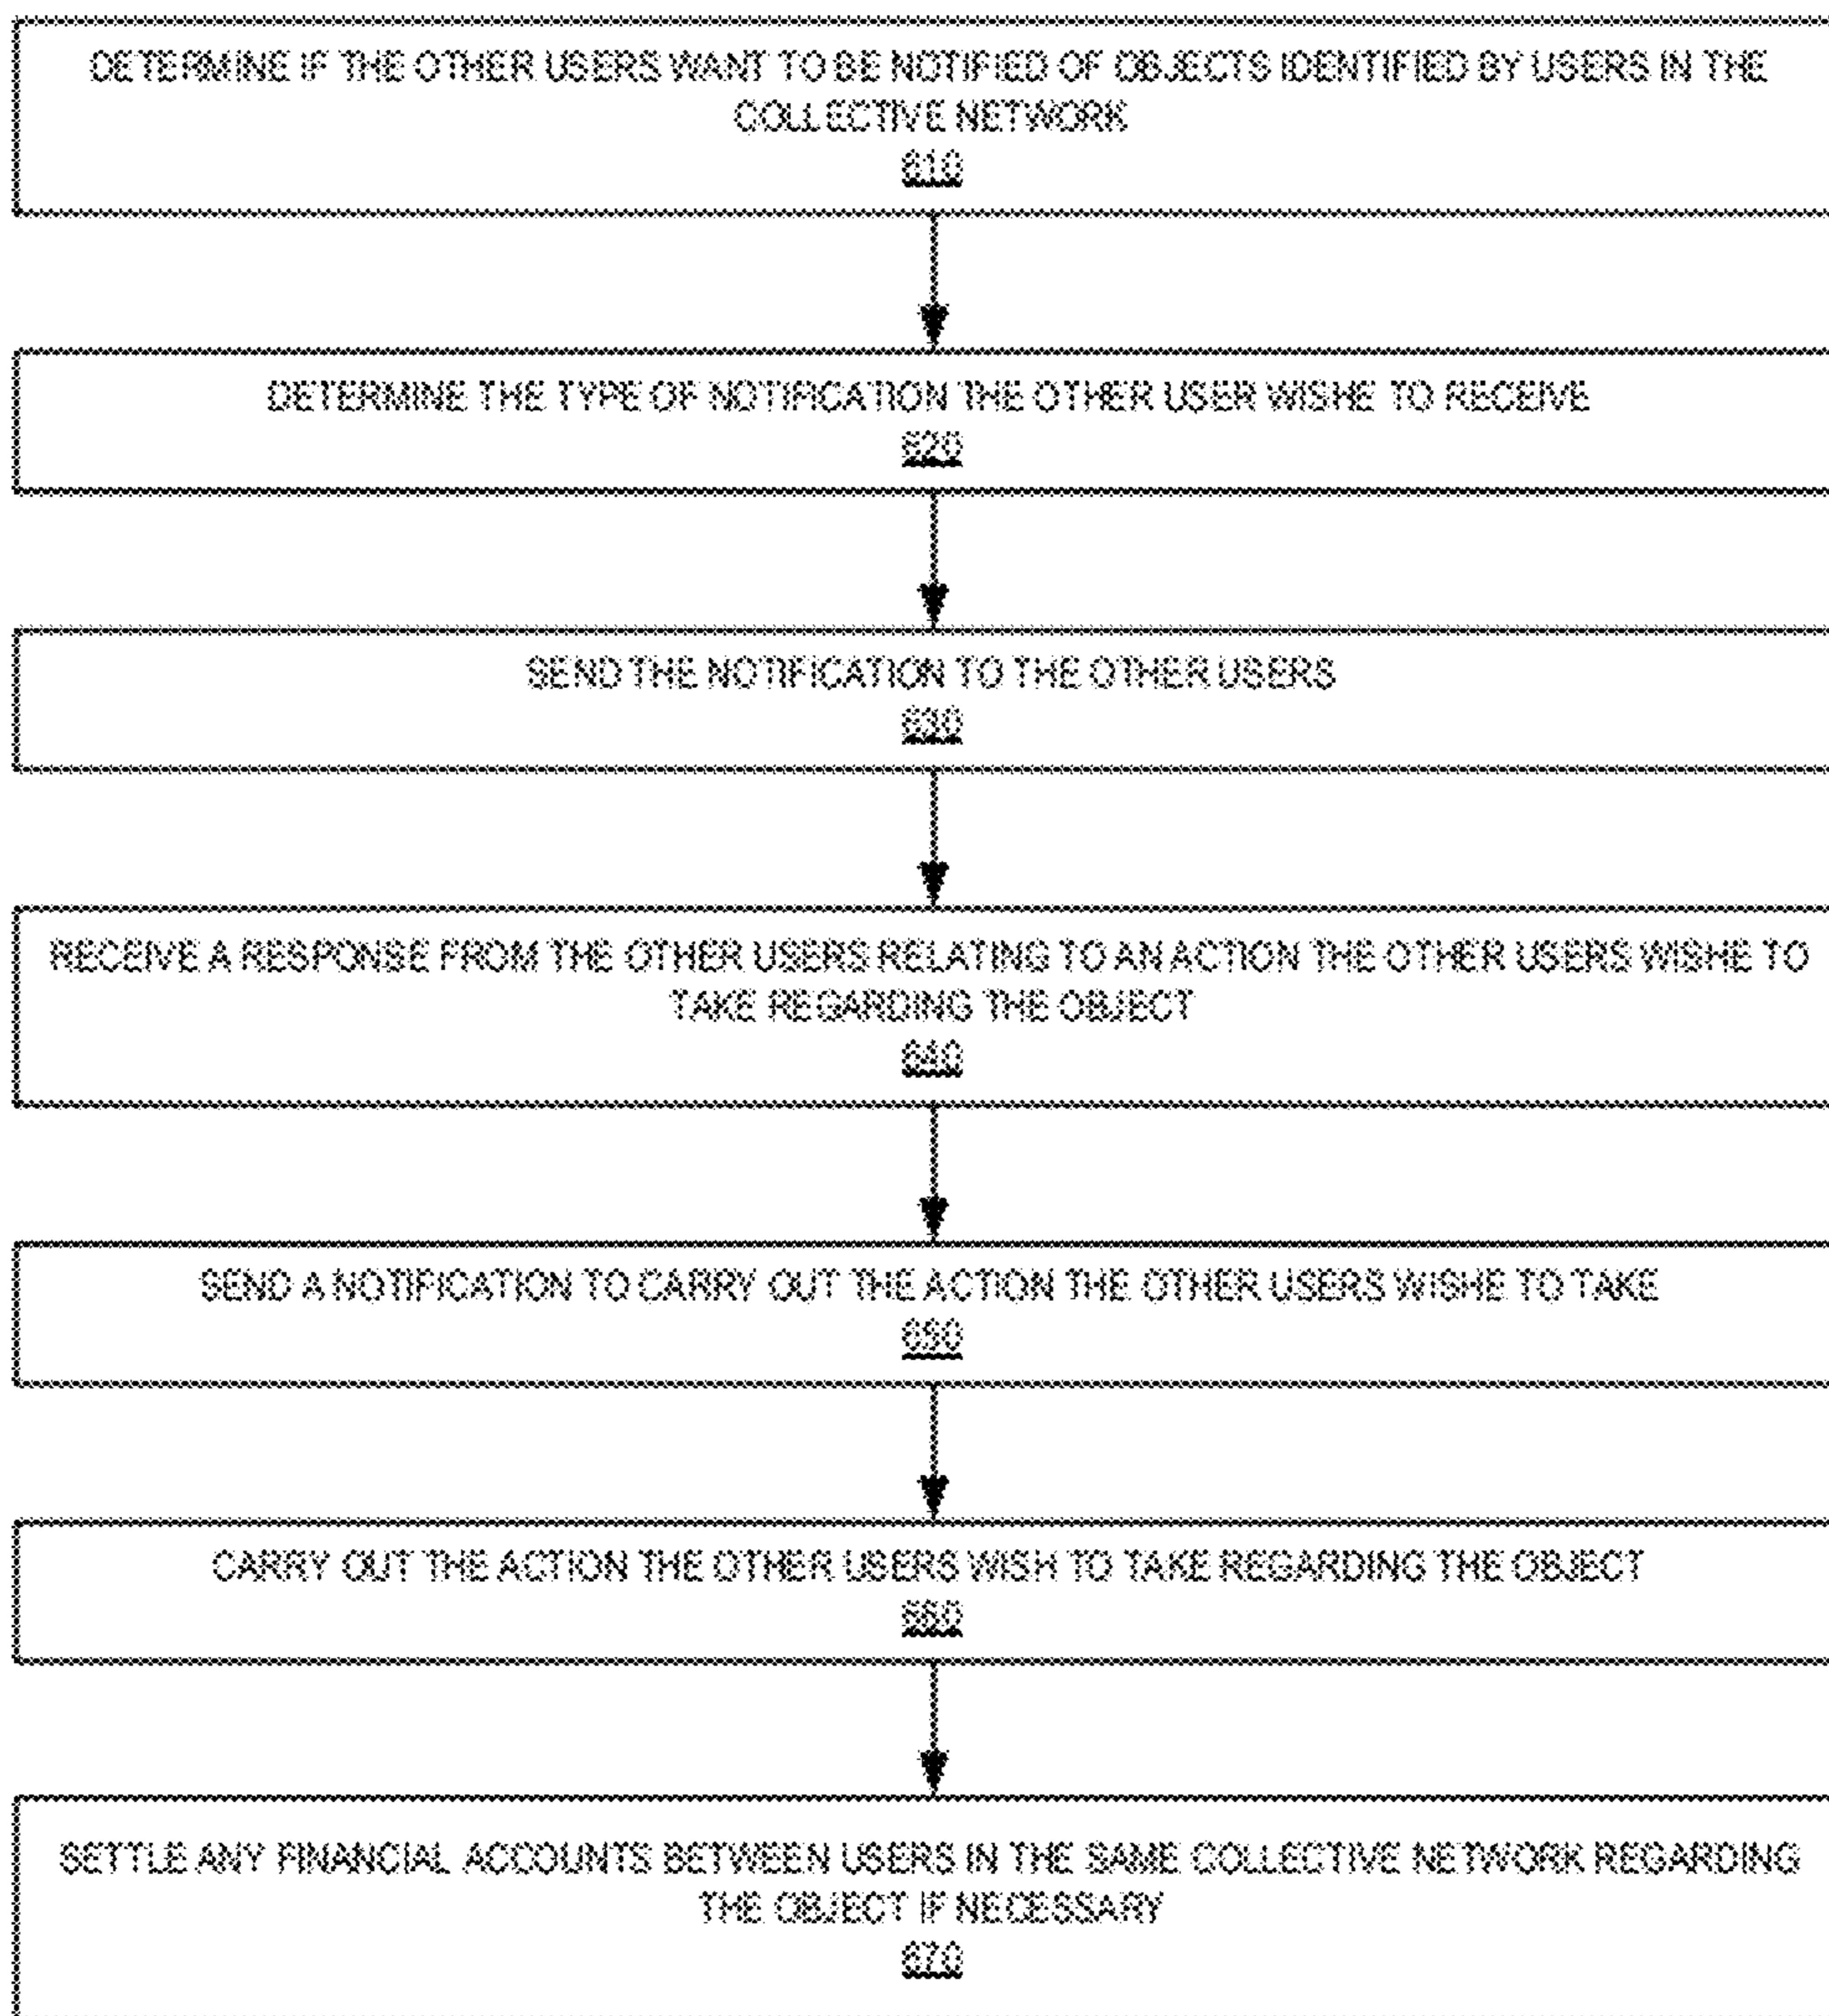 DETERMINE IF THE OTHER USERS WANT TO BE NOTIFIED OF OBJECTS IDENTIFIED BY USERS IN THE
COLLECTIVE NETWORK
610
DETERMINE THE TYPE OF NOTIFICATION THE OTHER USER WISHE TO RECEIVE
620
SEND THE NOTIFICATION TO THE OTHER USERS
630
RECEIVE A RESPONSE FROM THE OTHER USERS RELATING TO AN ACTION THE OTHER USERS WISHE TO
TAKE REGARDING THE OBJECT
640
SEND A NOTIFICATION TO CARRY OUT THE ACTION THE OTHER USERS WISHE TO TAKE
650
CARRY OUT THE ACTION THE OTHER USERS WISH TO TAKE REGARDING THE OBJECT
660
SETTLE ANY FINANCIAL ACCOUNTS BETWEEN USERS IN THE SAME COLLECTIVE NETWORK REGARDING
THE OBJECT IF NECESSARY
670